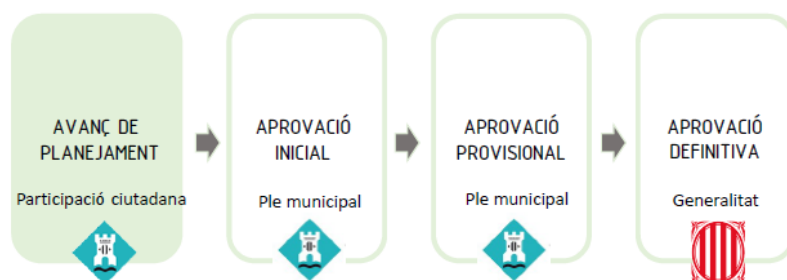 AVANÇ DE
PLANEJAMENT
Participació ciutadana
APROVACIÓ
INICIAL
Ple municipal
APROVACIÓ
PROVISIONAL
Ple municipal
APROVACIÓ
DEFINITIVA
Generalitat